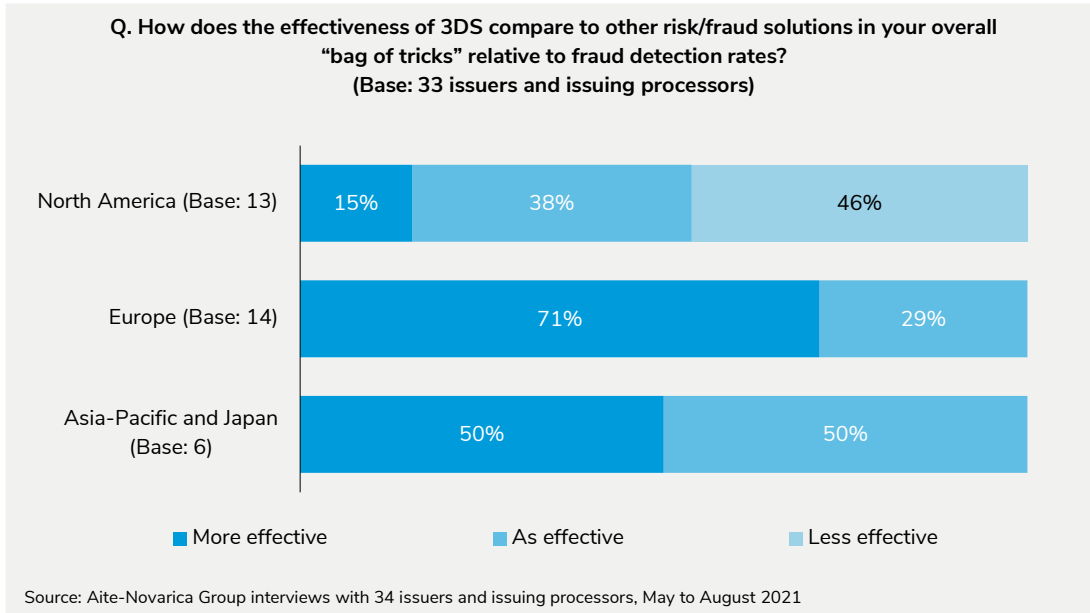 Q. How does the effectiveness of 3DS compare to other risk/fraud solutions in your overall
“bag of tricks” relative to fraud detection rates?
(Base: 33 issuers and issuing processors)
North America (Base: 13)
15%
38%
46%
Europe (Base: 14)
71%
29%
Asia-Pacific and Japan
(Base: 6)
50%
50%
More effective
As effective
Less effective
Source: Aite-Novarica Group interviews with 34 issuers and issuing processors, May to August 2021